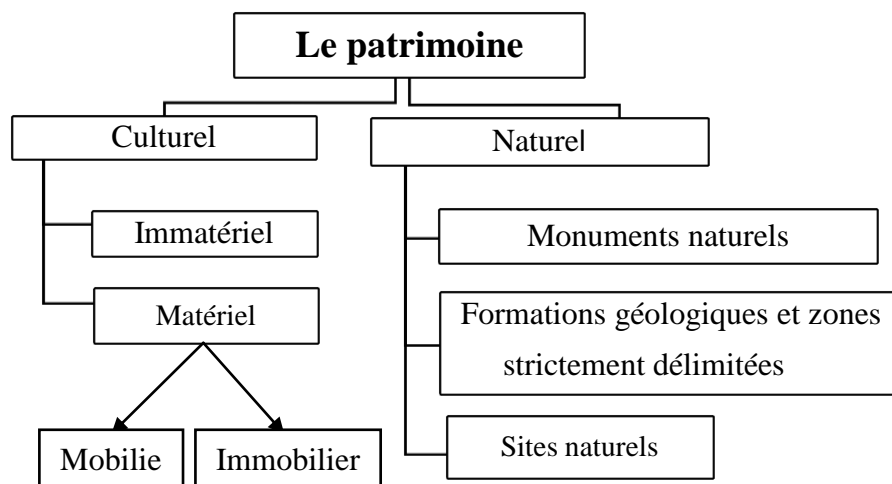 Le patrimoine
Culturel
Naturel
Immatériel
Monuments naturels
Matériel
Formations géologiques et zones
strictement délimitées
Mobilie
Immobilier
Sites naturels